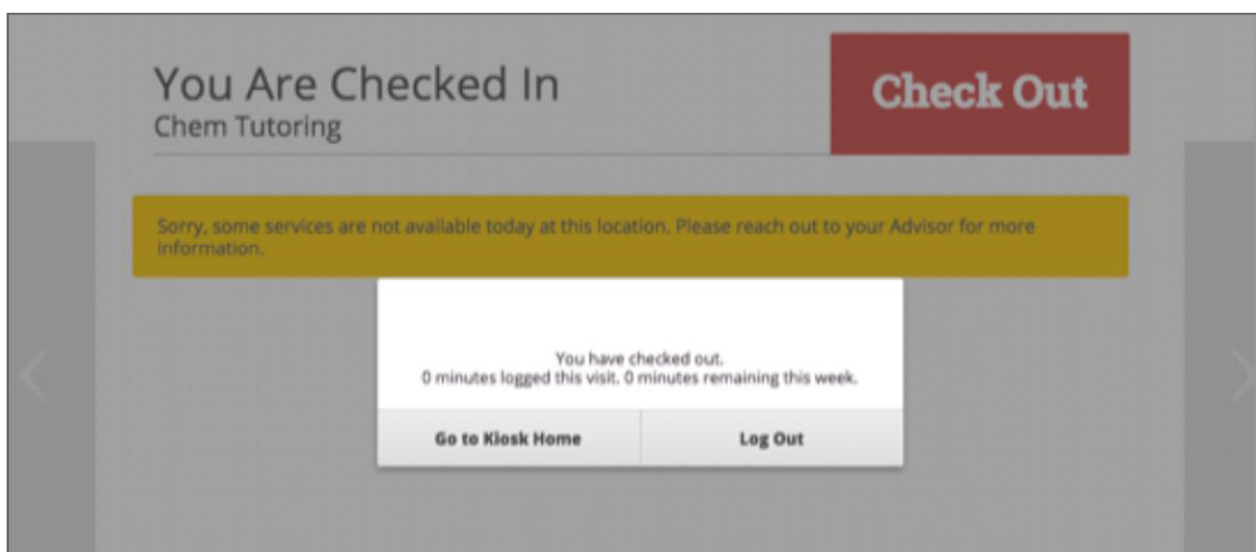 You Are Checked In
Chem Tutoring
Check Out
Sorry, some services are not available today at this location. Please reach out to your Advisor for more
information.
You have checked out.
0 minutes logged this visit. 0 minutes remaining this week.
Go to Kiosk Home
Log Out